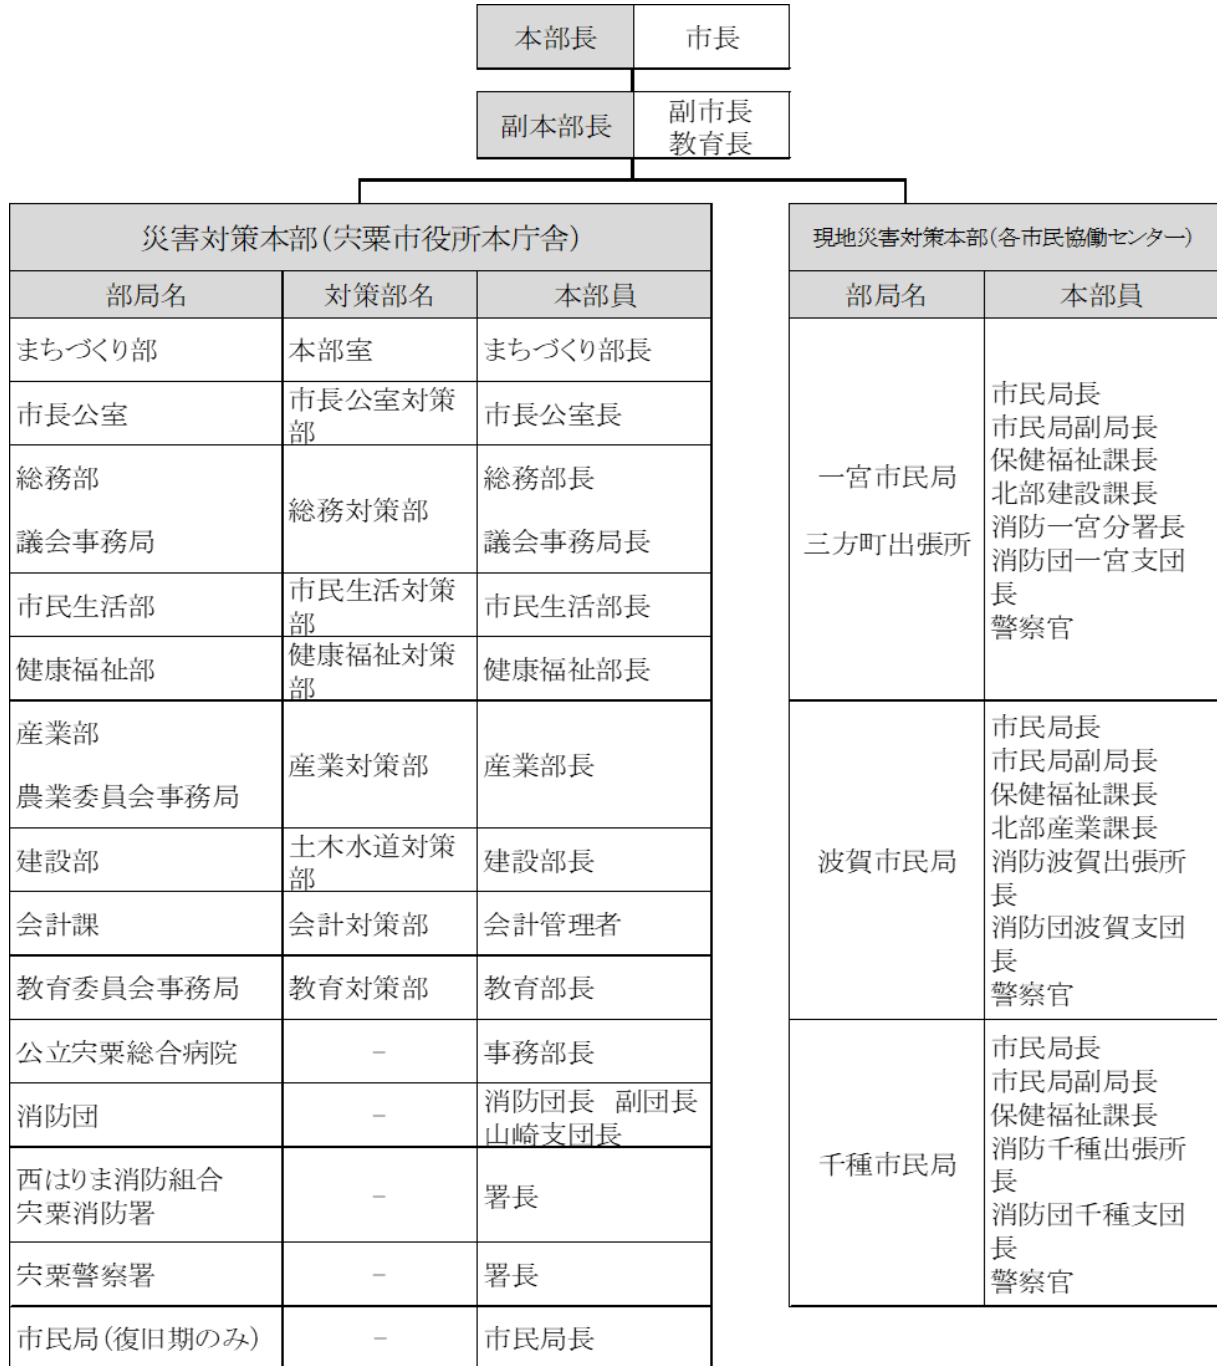 本部長 市長
副本部長 副市長
教育長
災害対策本部(宍粟市役所本庁舎)
部局名 対策部名 本部員
まちづくり部 本部室 まちづくり部長
市長公室 市長公室対策
部 市長公室長
総務部 総務対策部 総務部長
議会事務局 議会事務局長
市民生活部 市民生活対策
部 市民生活部長
健康福祉部 健康福祉対策
部 健康福祉部長
産業部 産業対策部 産業部長
農業委員会事務局
建設部 土木水道対策
部 建設部長
会計課 会計対策部 会計管理者
教育委員会事務局 教育対策部 教育部長
公立宍粟総合病院 － 事務部長
消防団 － 消防団長　副団長
山崎支団長
西はりま消防組合
宍粟消防署 － 署長
宍粟警察署 － 署長
市民局(復旧期のみ) － 市民局長
現地災害対策本部(各市民協働センター)
部局名 本部員
一宮市民局
三方町出張所
市民局長
市民局副局長
保健福祉課長
北部建設課長
消防一宮分署長
消防団一宮支団
長
警察官
波賀市民局
市民局長
市民局副局長
保健福祉課長
北部産業課長
消防波賀出張所
長
消防団波賀支団
長
警察官
千種市民局
市民局長
市民局副局長
保健福祉課長
消防千種出張所
長
消防団千種支団
長
警察官